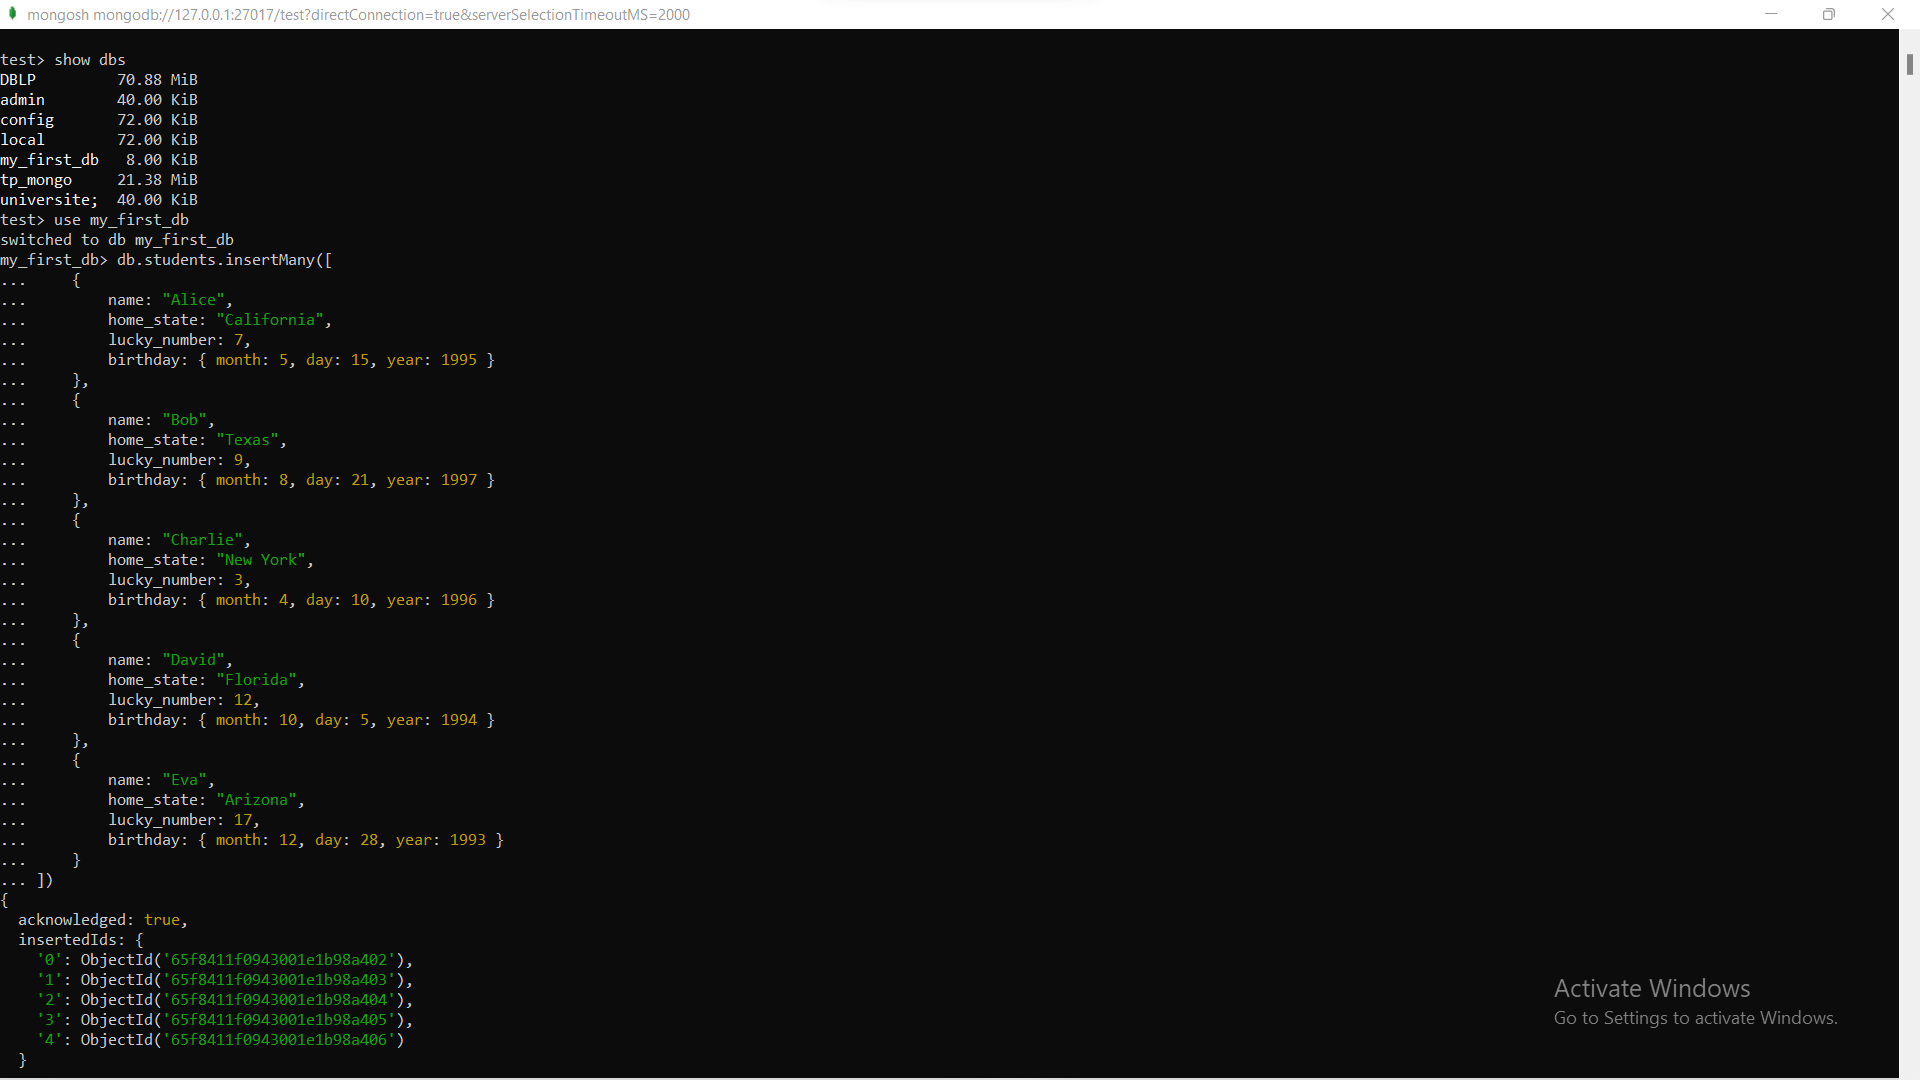 mongosh mongodb://127.0.0.1:27017/test?directConnection=true&serverSelectionTimeoutMS=2000
test> show dbs
DBLP         70.88 MiB
admin        40.00 KiB
config       72.00 KiB
local        72.00 KiB
my_first_db   8.00 KiB
tp_mongo     21.38 MiB
universite;  40.00 KiB
test> use my_first_db
switched to db my_first_db
my_first_db> db.students.insertMany([
...     {
...         name: "Alice",
...         home_state: "California",
...         lucky_number: 7,
...         birthday: { month: 5, day: 15, year: 1995 }
...     },
...     {
...         name: "Bob",
...         home_state: "Texas",
...         lucky_number: 9,
...         birthday: { month: 8, day: 21, year: 1997 }
...     },
...     {
...         name: "Charlie",
...         home_state: "New York",
...         lucky_number: 3,
...         birthday: { month: 4, day: 10, year: 1996 }
...     },
...     {
...         name: "David",
...         home_state: "Florida",
...         lucky_number: 12,
...         birthday: { month: 10, day: 5, year: 1994 }
...     },
...     {
...         name: "Eva",
...         home_state: "Arizona",
...         lucky_number: 17,
...         birthday: { month: 12, day: 28, year: 1993 }
...     }
... ])
{
  acknowledged: true,
  insertedIds: {
    '0': ObjectId('65f8411f0943001e1b98a402'),
    '1': ObjectId('65f8411f0943001e1b98a403'),
    '2': ObjectId('65f8411f0943001e1b98a404'),
    '3': ObjectId('65f8411f0943001e1b98a405'),
    '4': ObjectId('65f8411f0943001e1b98a406')
  }
Activate Windows
Go to Settings to activate Windows.